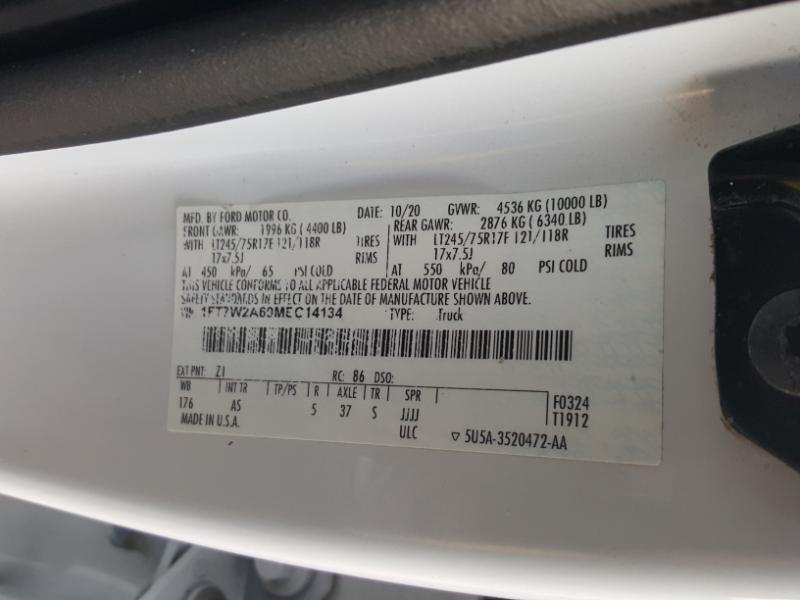 MFD. BY FORD MOTOR CO. DATE: 10/20 GVWR: 4536 KG (10000 LB)
FRONT GAWR: 1996 KG (4400 LB) REAR GAWR: 2876 KG (6340 LB)
WITH LT245/75R17F 121/118R TIRES WITH LT245/75R17F 121/118R TIRES
17x7.5J RIMS 17x7.5J RIMS
AT 450 kPa/ 65 PSI COLD AT 550 kPa/ 80 PSI COLD
THIS VEHICLE CONFORMS TO ALL APPLICABLE FEDERAL MOTOR VEHICLE
SAFETY STANDARDS IN EFFECT ON THE DATE OF MANUFACTURE SHOWN ABOVE.
VIN: 1FT7W2A60MEC14134 TYPE: Truck
EXT PNT: Z1 RC: 86 DSO:
WB INT TR TP/PS R AXLE TR SPR F0324
176 AS 5 37 S JJJJ T1912
MADE IN U.S.A. ULC ▽ 5U5A-3520472-AA